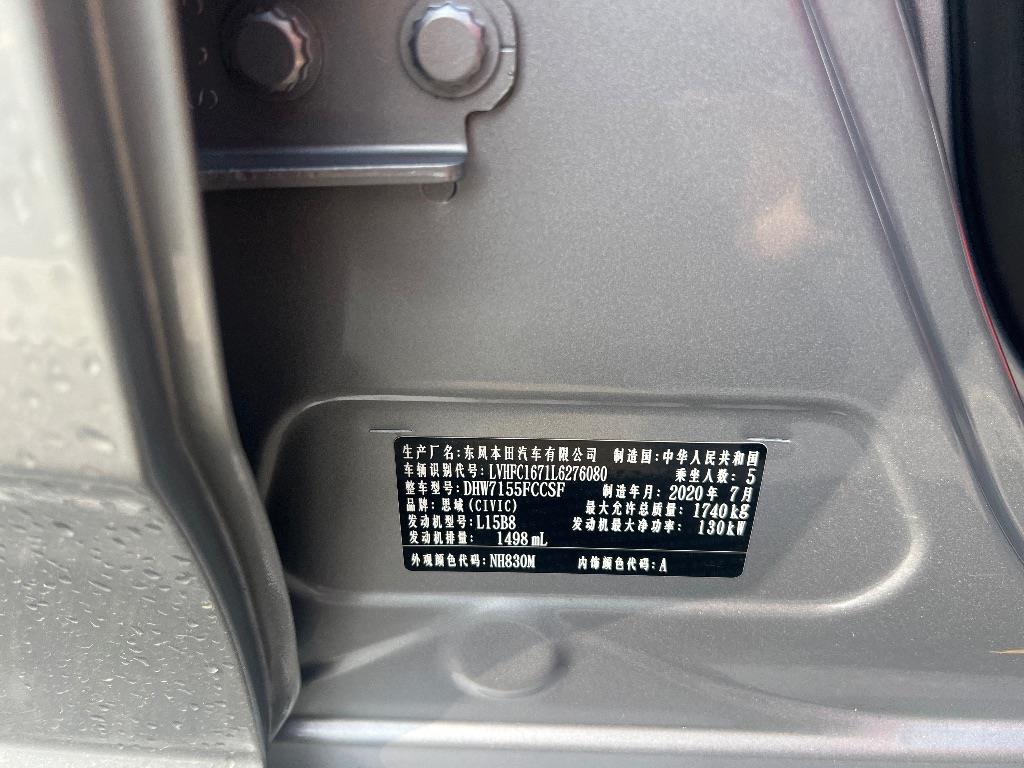 生产厂名:东风本田汽车有限公司 制造国:中华人民共和国
车辆识别代号:LVHFC1671L6276080 乘坐人数:5
整车型号:DHW7155FCCSF 制造年月:2020年7月
品牌:思域(CIVIC) 最大允许总质量:1740kg
发动机型号:L15B8 发动机最大净功率:130kW
发动机排量: 1498mL
外观颜色代码:NH830M 内饰颜色代码:A